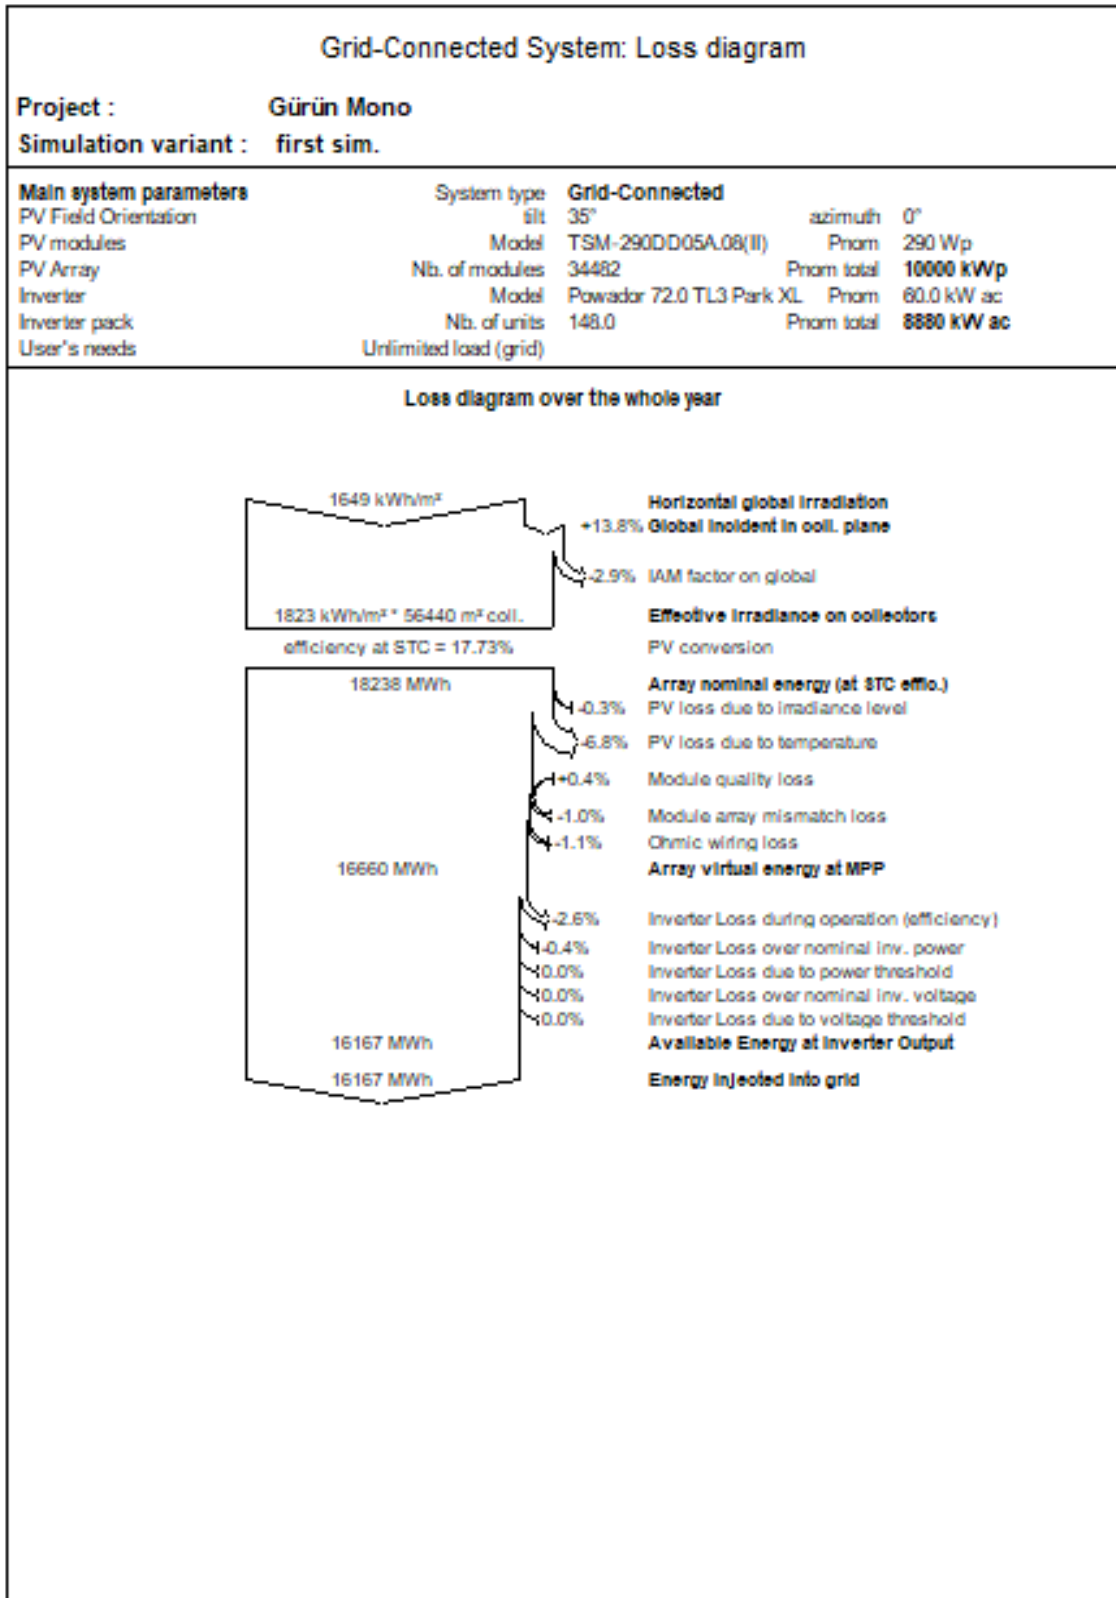 Grid-Connected System: Loss diagram
Project : Gürün Mono
Simulation variant : first sim.
Main system parameters System type Grid-Connected
PV Field Orientation tilt 35° azimuth 0°
PV modules Model TSM-290DD05A.08(II) Pnom 290 Wp
PV Array Nb. of modules 34482 Pnom total 10000 kWp
Inverter Model Powador 72.0 TL3 Park XL Pnom 60.0 kW ac
Inverter pack Nb. of units 148.0 Pnom total 8880 kW ac
User's needs Unlimited load (grid)
Loss diagram over the whole year
1649 kWh/m² Horizontal global irradiation
+13.8% Global incident in coll. plane
-2.9% IAM factor on global
1823 kWh/m² * 56440 m² coll. Effective irradiance on collectors
efficiency at STC = 17.73% PV conversion
18238 MWh Array nominal energy (at STC effic.)
-0.3% PV loss due to irradiance level
-6.8% PV loss due to temperature
+0.4% Module quality loss
-1.0% Module array mismatch loss
-1.1% Ohmic wiring loss
16660 MWh Array virtual energy at MPP
-2.6% Inverter Loss during operation (efficiency)
-0.4% Inverter Loss over nominal inv. power
0.0% Inverter Loss due to power threshold
0.0% Inverter Loss over nominal inv. voltage
0.0% Inverter Loss due to voltage threshold
16167 MWh Available Energy at Inverter Output
16167 MWh Energy injected into grid